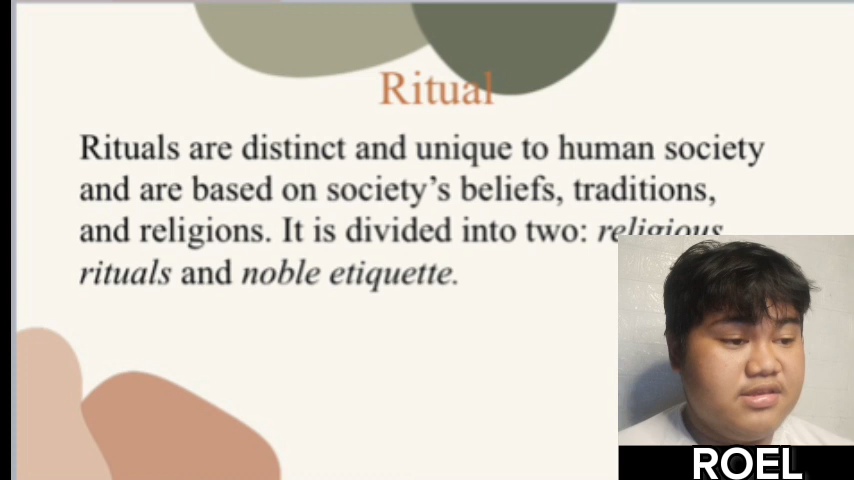 Ritual
Rituals are distinct and unique to human society
and are based on society’s beliefs, traditions,
and religions. It is divided into two: religious
rituals and noble etiquette.
ROEL